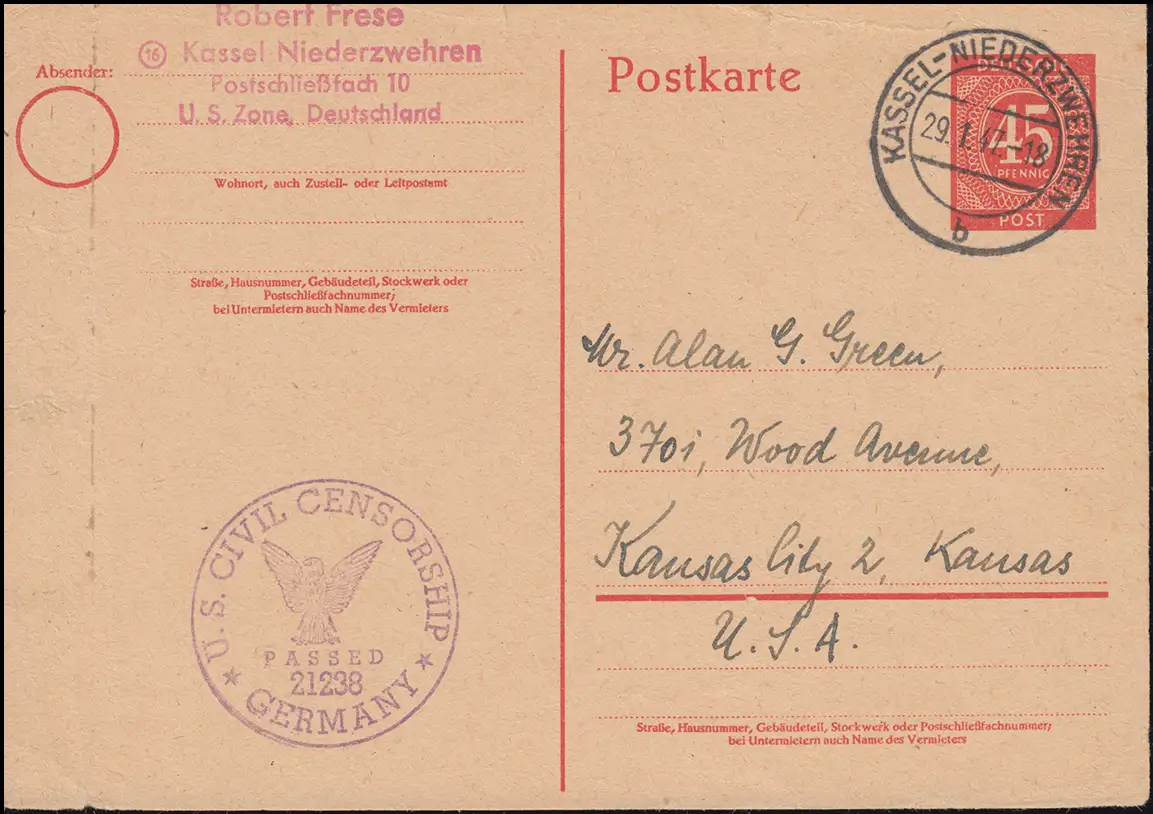 Robert Frese
16 Kassel Niederzwehren
Absender:
Postschließfach 10
U. S. Zone, Deutschland
Wohnort, auch Zustell- oder Leitpostamt
Straße, Hausnummer, Gebäudeteil, Stockwerk oder
Postschließfachnummer;
bei Untermietern auch Name des Vermieters
U. S. CIVIL CENSORSHIP
PASSED
21238
GERMANY
Postkarte
KASSEL-NIEDERZWEHREN
29.1.47.-18
b
45
PFENNIG
POST
Mr. Alan G. Green,
3701, Wood Avenue,
Kansas City 2, Kansas
U. S. A.
Straße, Hausnummer, Gebäudeteil, Stockwerk oder Postschließfachnummer;
bei Untermietern auch Name des Vermieters